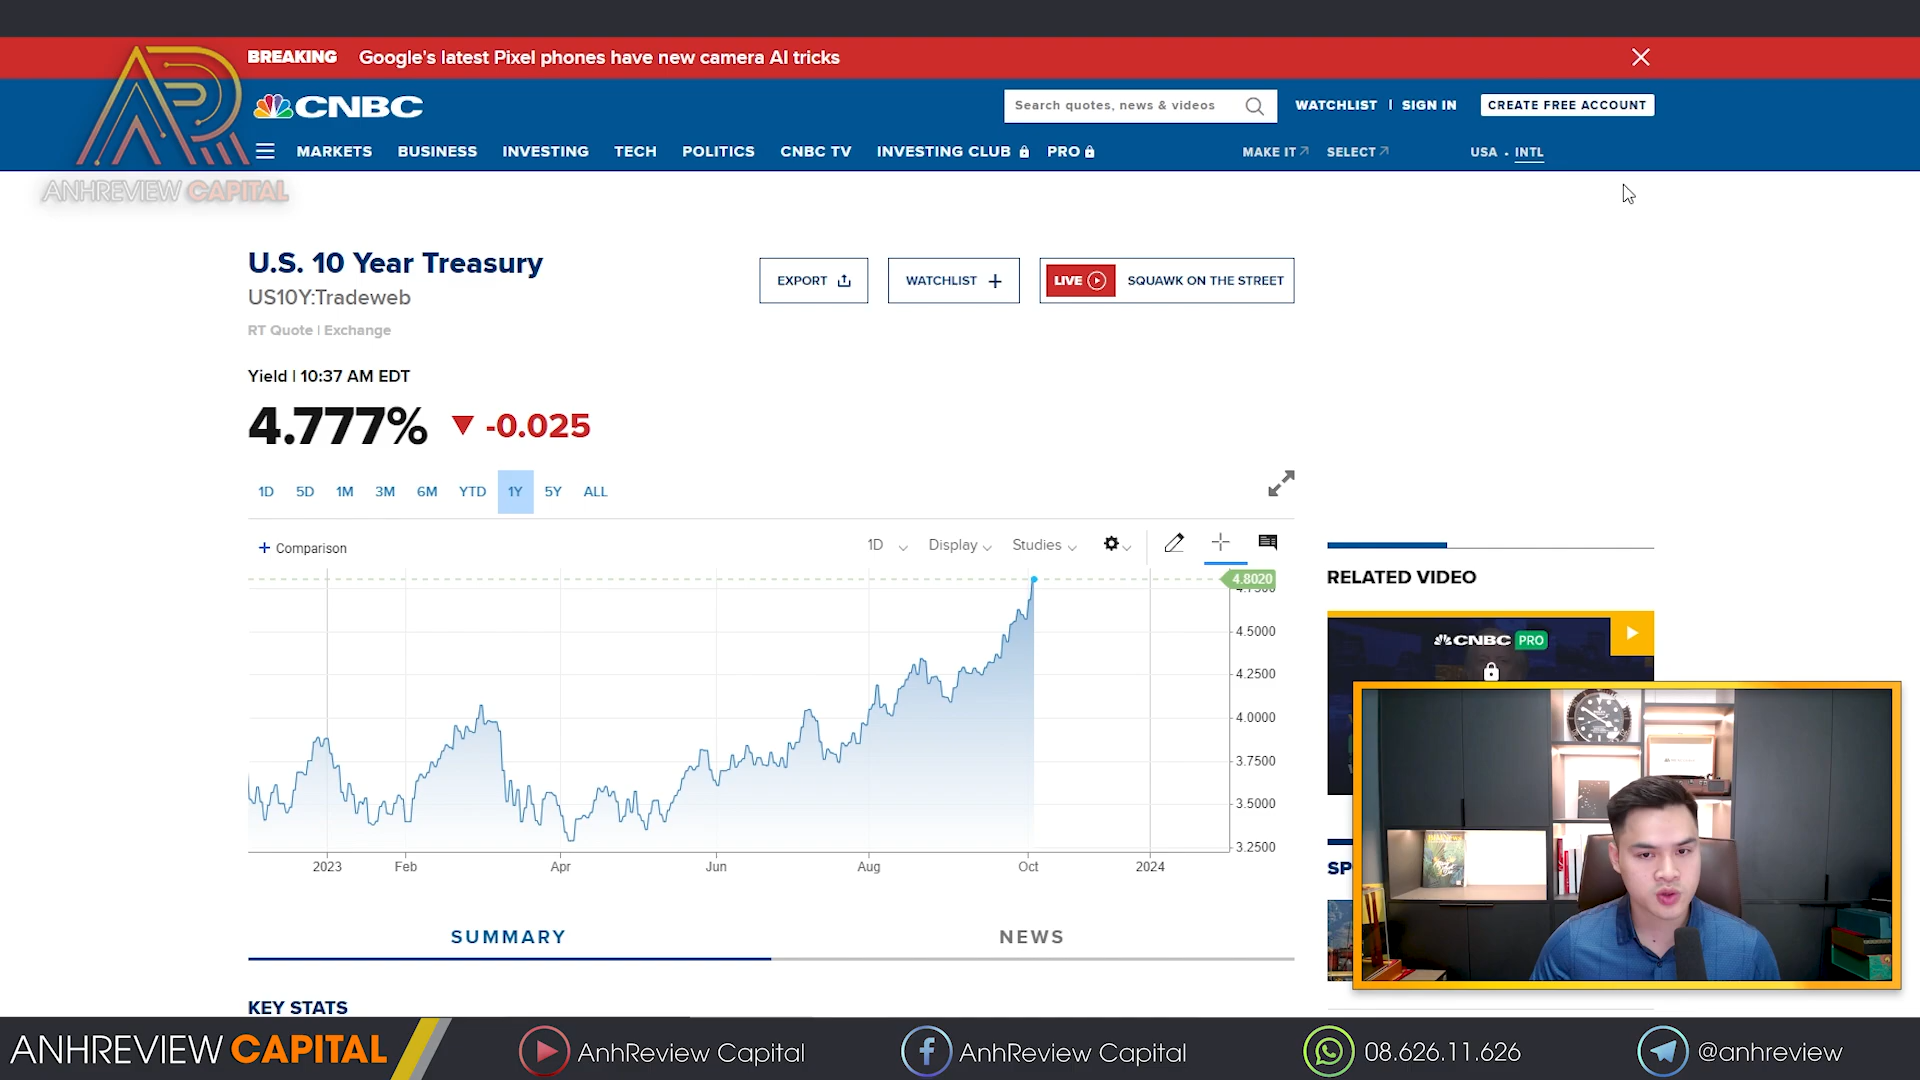 BREAKING Google's latest Pixel phones have new camera AI tricks
CNBC
Search quotes, news & videos
WATCHLIST | SIGN IN
CREATE FREE ACCOUNT
MARKETS BUSINESS INVESTING TECH POLITICS CNBC TV INVESTING CLUB PRO
MAKE IT SELECT
USA • INTL
ANHREVIEW CAPITAL
U.S. 10 Year Treasury
US10Y:Tradeweb
RT Quote | Exchange
EXPORT
WATCHLIST +
LIVE SQUAWK ON THE STREET
Yield | 10:37 AM EDT
4.777% ▼ -0.025
1D 5D 1M 3M 6M YTD 1Y 5Y ALL
+ Comparison
1D Display Studies
4.8020
4.7500
4.5000
4.2500
4.0000
3.7500
3.5000
3.2500
2023 Feb Apr Jun Aug Oct 2024
RELATED VIDEO
CNBC PRO
SP
SUMMARY
NEWS
KEY STATS
ANHREVIEW CAPITAL
AnhReview Capital
AnhReview Capital
08.626.11.626
@anhreview